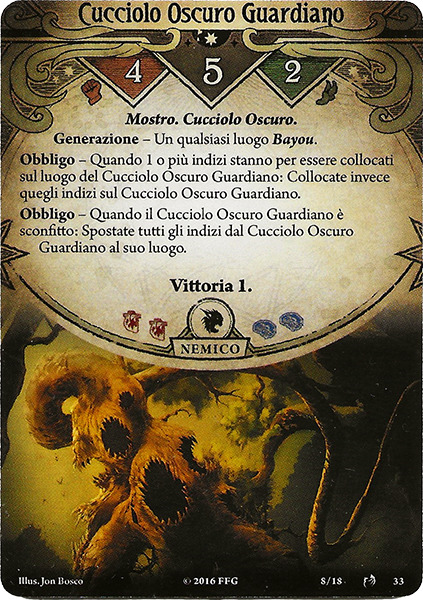 Cucciolo Oscuro Guardiano
4 5 2
Mostro. Cucciolo Oscuro.
Generazione – Un qualsiasi luogo Bayou.
Obbligo – Quando 1 o più indizi stanno per essere collocati
sul luogo del Cucciolo Oscuro Guardiano: Collocate invece
quegli indizi sul Cucciolo Oscuro Guardiano.
Obbligo – Quando il Cucciolo Oscuro Guardiano è
sconfitto: Spostate tutti gli indizi dal Cucciolo Oscuro
Guardiano al suo luogo.
Vittoria 1.
NEMICO
Illus. Jon Bosco © 2016 FFG 8/18 33